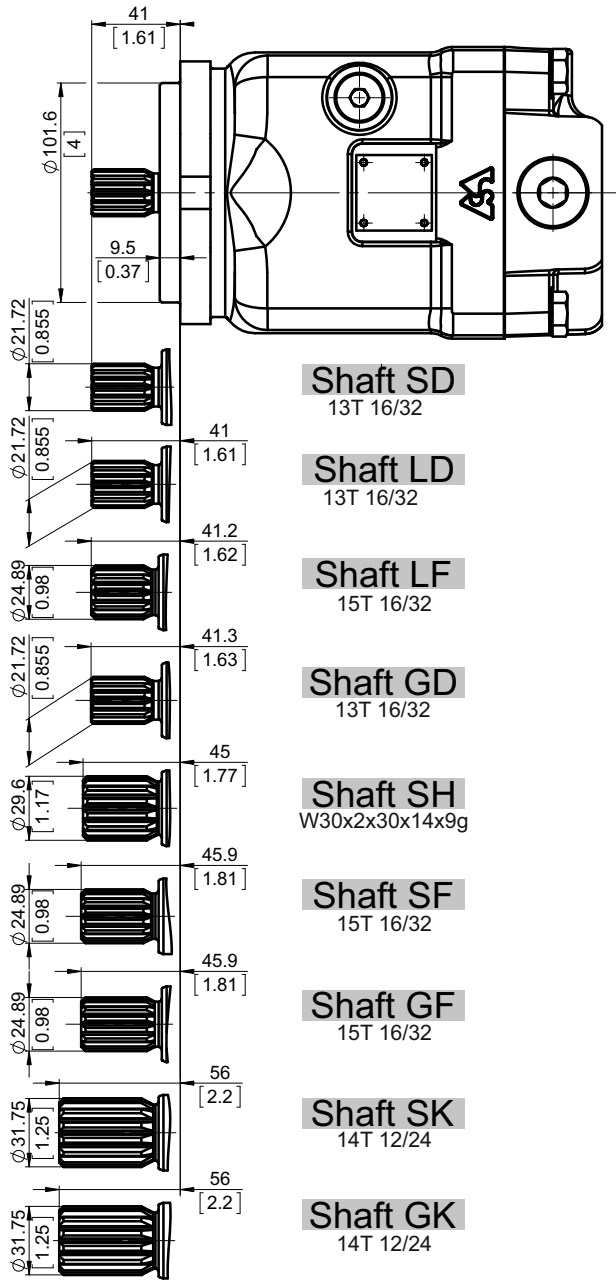 41
[1.61]
⌀101.6
[4]
9.5
[0.37]
⌀21.72
[0.855]
Shaft SD
13T 16/32
41
[1.61]
⌀21.72
[0.855]
Shaft LD
13T 16/32
41.2
[1.62]
⌀24.89
[0.98]
Shaft LF
15T 16/32
41.3
[1.63]
⌀21.72
[0.855]
Shaft GD
13T 16/32
45
[1.77]
⌀29.6
[1.17]
Shaft SH
W30x2x30x14x9g
45.9
[1.81]
⌀24.89
[0.98]
Shaft SF
15T 16/32
45.9
[1.81]
⌀24.89
[0.98]
Shaft GF
15T 16/32
56
[2.2]
⌀31.75
[1.25]
Shaft SK
14T 12/24
56
[2.2]
⌀31.75
[1.25]
Shaft GK
14T 12/24